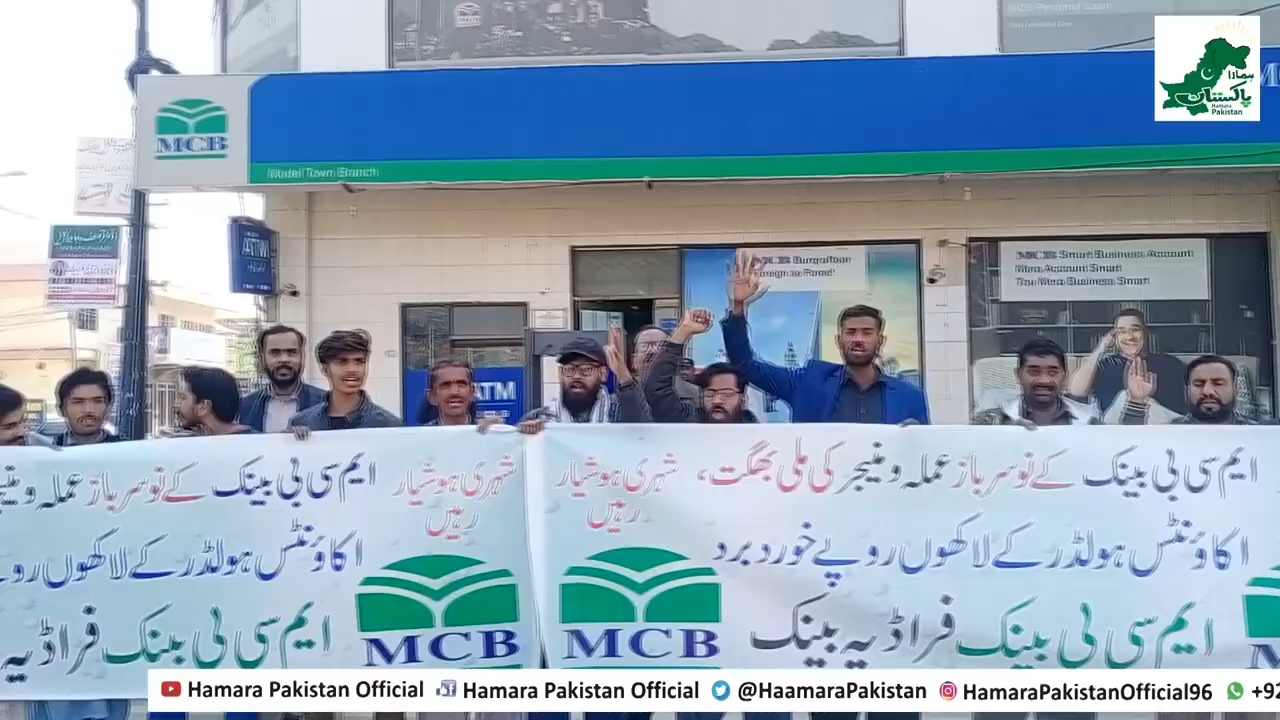 MCB
Model Town Branch
ہمارا
پاکستان
Hamara
Pakistan
ATM
MCB Smart Business Account
Mera Account Smart
Tou Mera Business Smart
ایم سی بی بینک کے نوسرباز عملہ و منیجر
شہری ہوشیار
رہیں
اکاؤنٹس ہولڈر کے لاکھوں
ایم سی بی بینک فراڈیہ
MCB
ایم سی بی بینک کے نوسرباز عملہ و منیجر کی ملی بھگت، شہری ہوشیار
رہیں
اکاؤنٹس ہولڈر کے لاکھوں روپے خورد برد
ایم سی بی بینک فراڈیہ بینک
MCB
Hamara Pakistan Official Hamara Pakistan Official @HaamaraPakistan HamaraPakistanOfficial96 +92